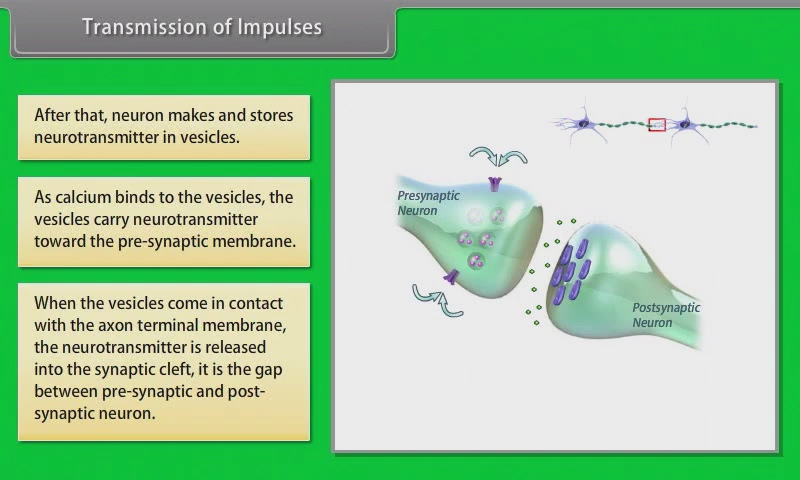 Transmission of Impulses
After that, neuron makes and stores
neurotransmitter in vesicles.
As calcium binds to the vesicles, the
vesicles carry neurotransmitter
toward the pre-synaptic membrane.
When the vesicles come in contact
with the axon terminal membrane,
the neurotransmitter is released
into the synaptic cleft, it is the gap
between pre-synaptic and post-
synaptic neuron.
Presynaptic
Neuron
Postsynaptic
Neuron